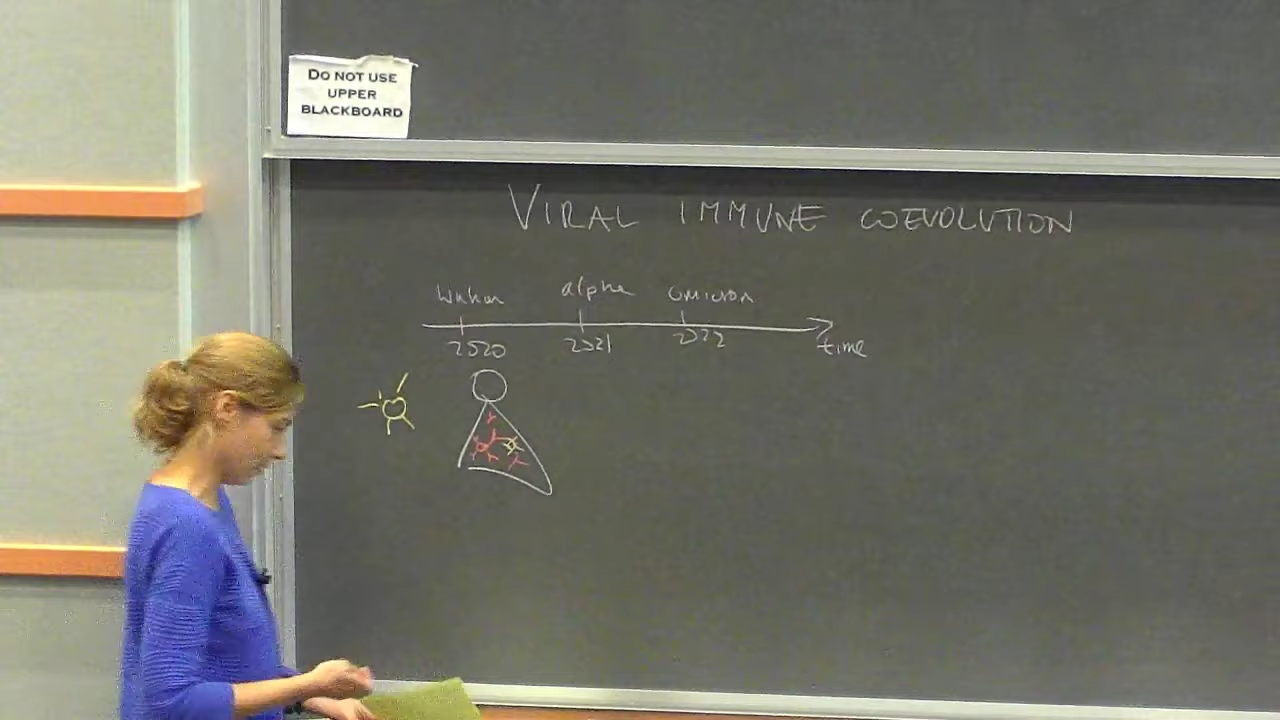 DO NOT USE
UPPER
BLACKBOARD
VIRAL IMMUNE COEVOLUTION
Wuhan alpha omicron
2020 2021 2022 time